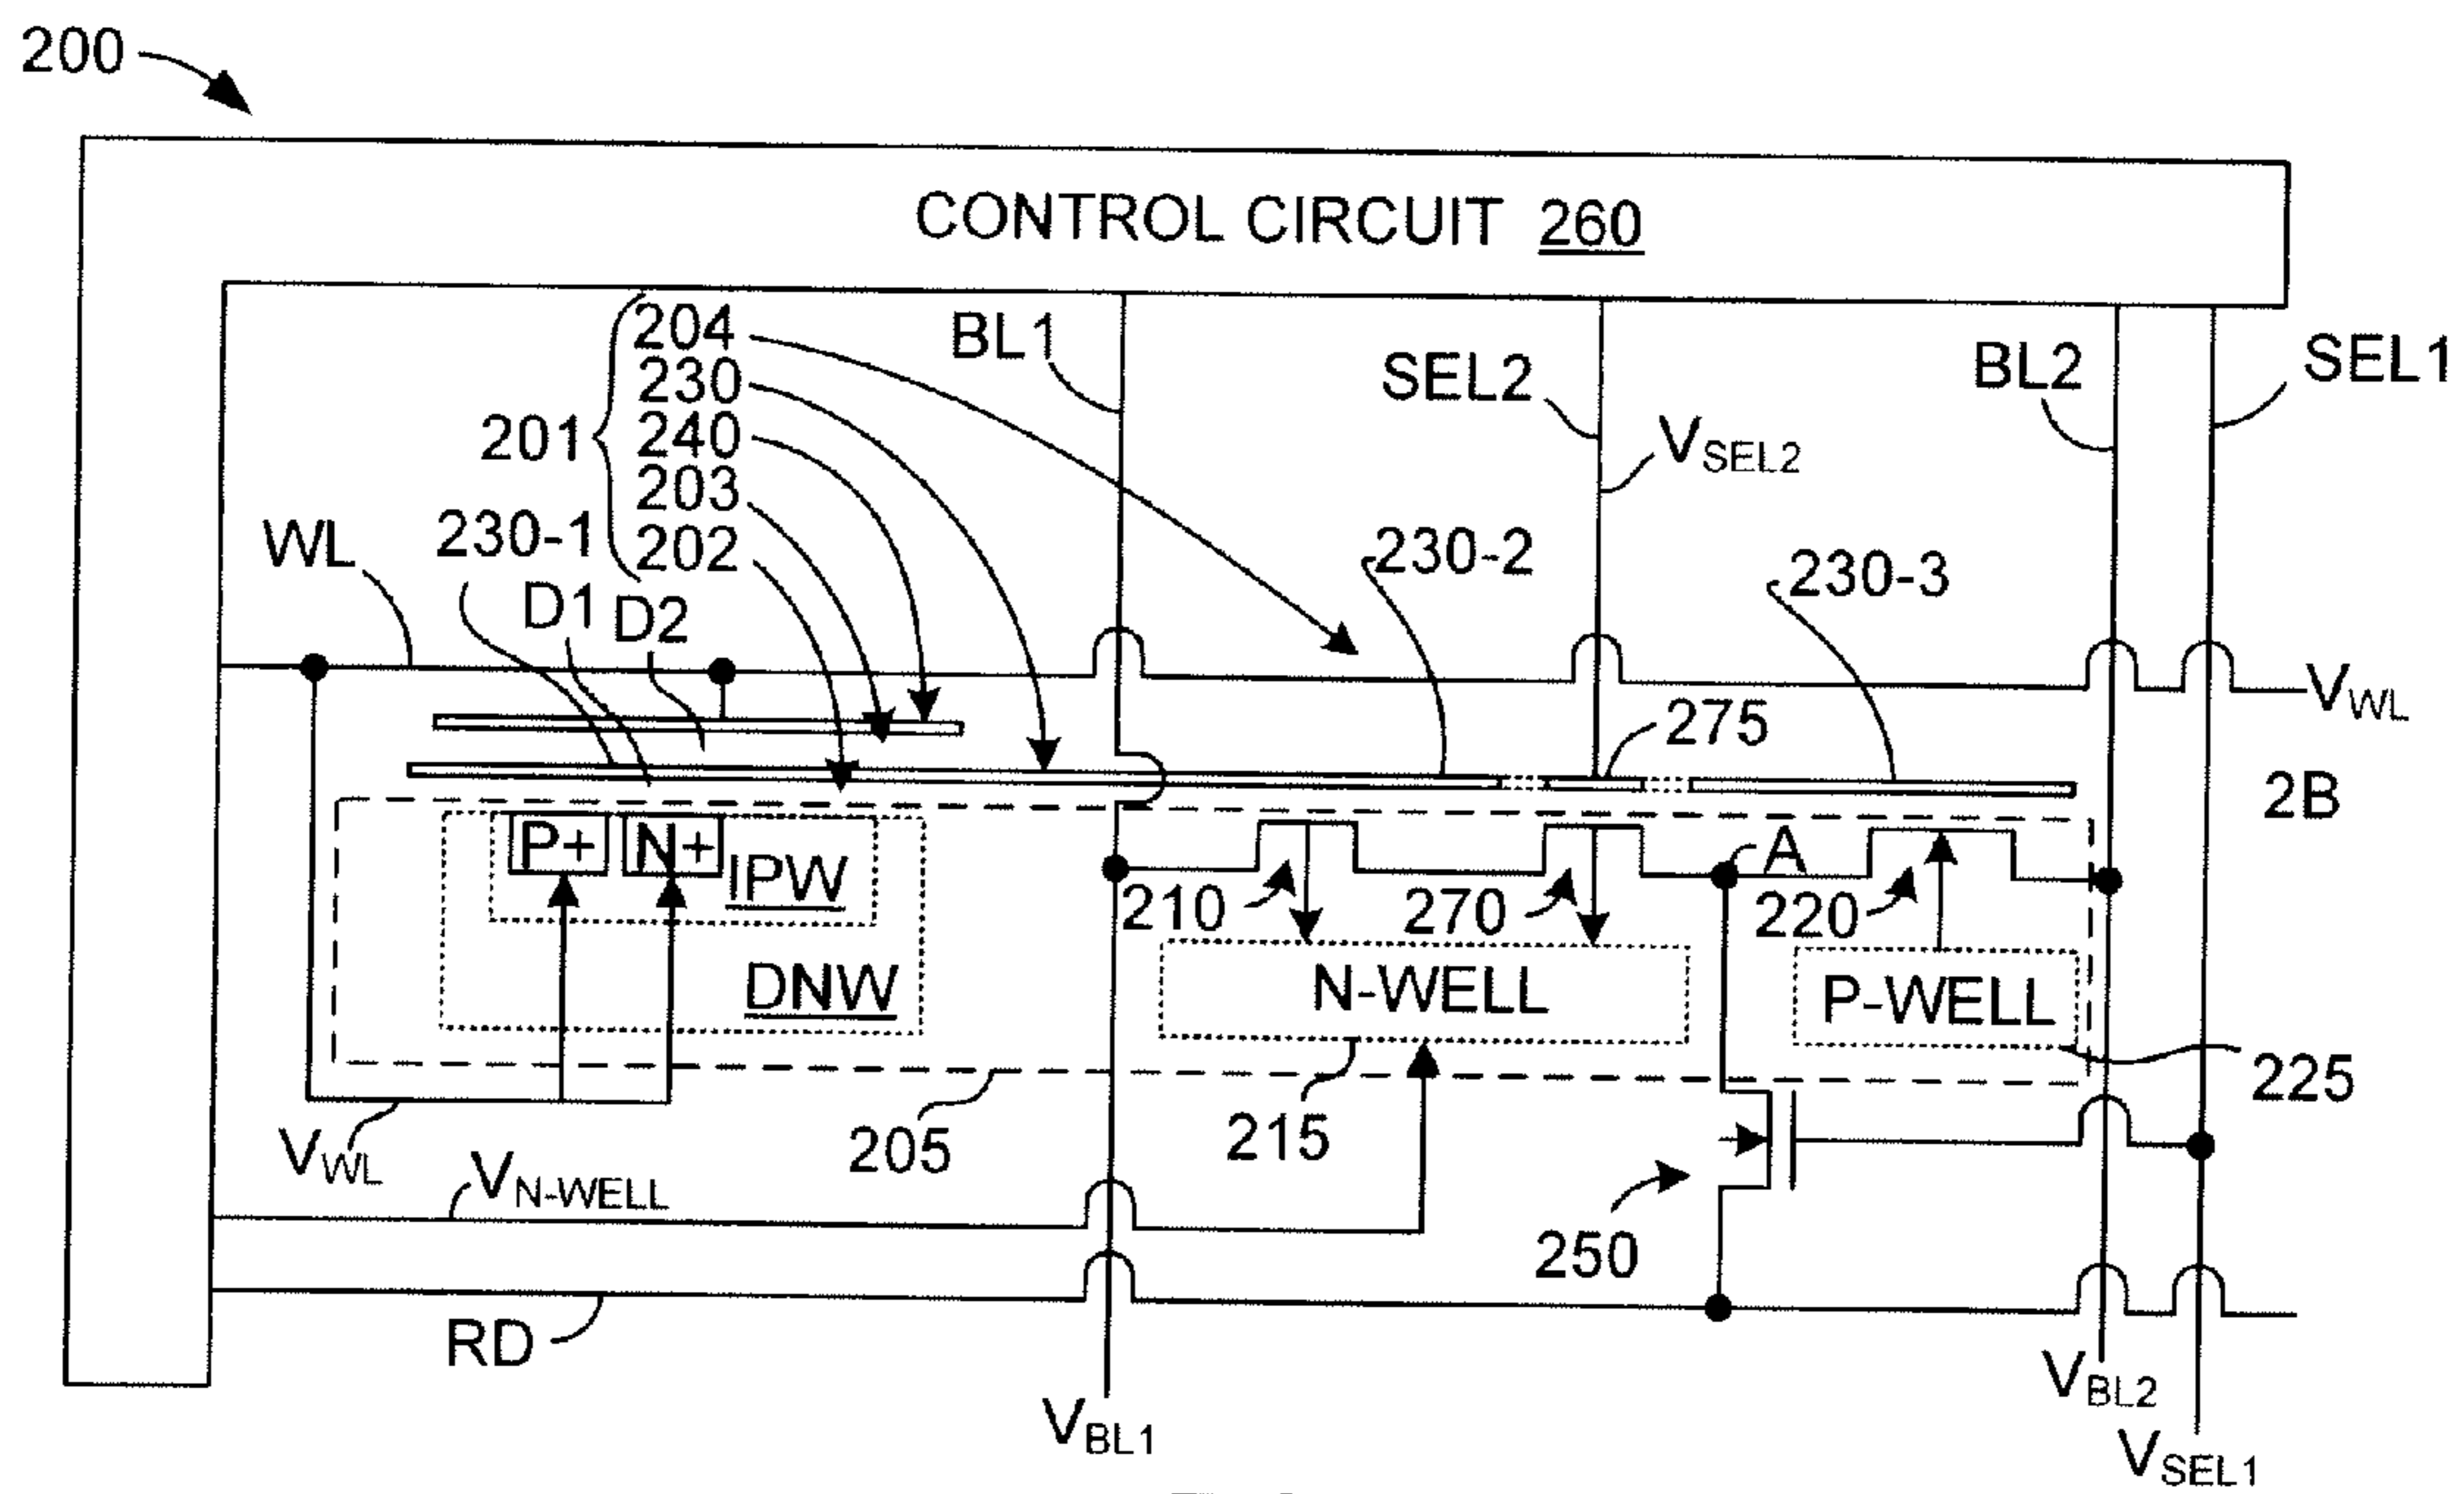 200
CONTROL CIRCUIT 260
204
BL1
230
SEL2
BL2
SEL1
201
240
VSEL2
203
230-1
202
WL
230-2
230-3
D1
D2
VWL
275
2B
P+
N+
IPW
A
210
270
220
DNW
N-WELL
P-WELL
225
VWL
205
215
VN-WELL
250
RD
VBL2
VBL1
VSEL1